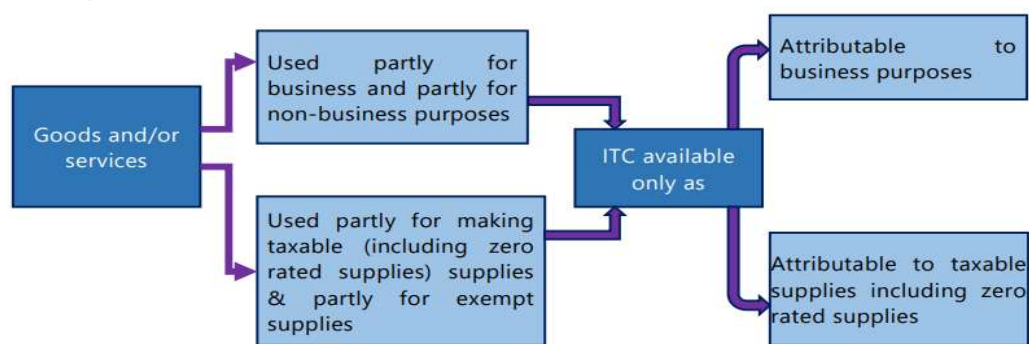 Goods and/or
services
Used partly for
business and partly for
non-business purposes
Used partly for making
taxable (including zero
rated supplies) supplies
& partly for exempt
supplies
ITC available
only as
Attributable to
business purposes
Attributable to taxable
supplies including zero
rated supplies